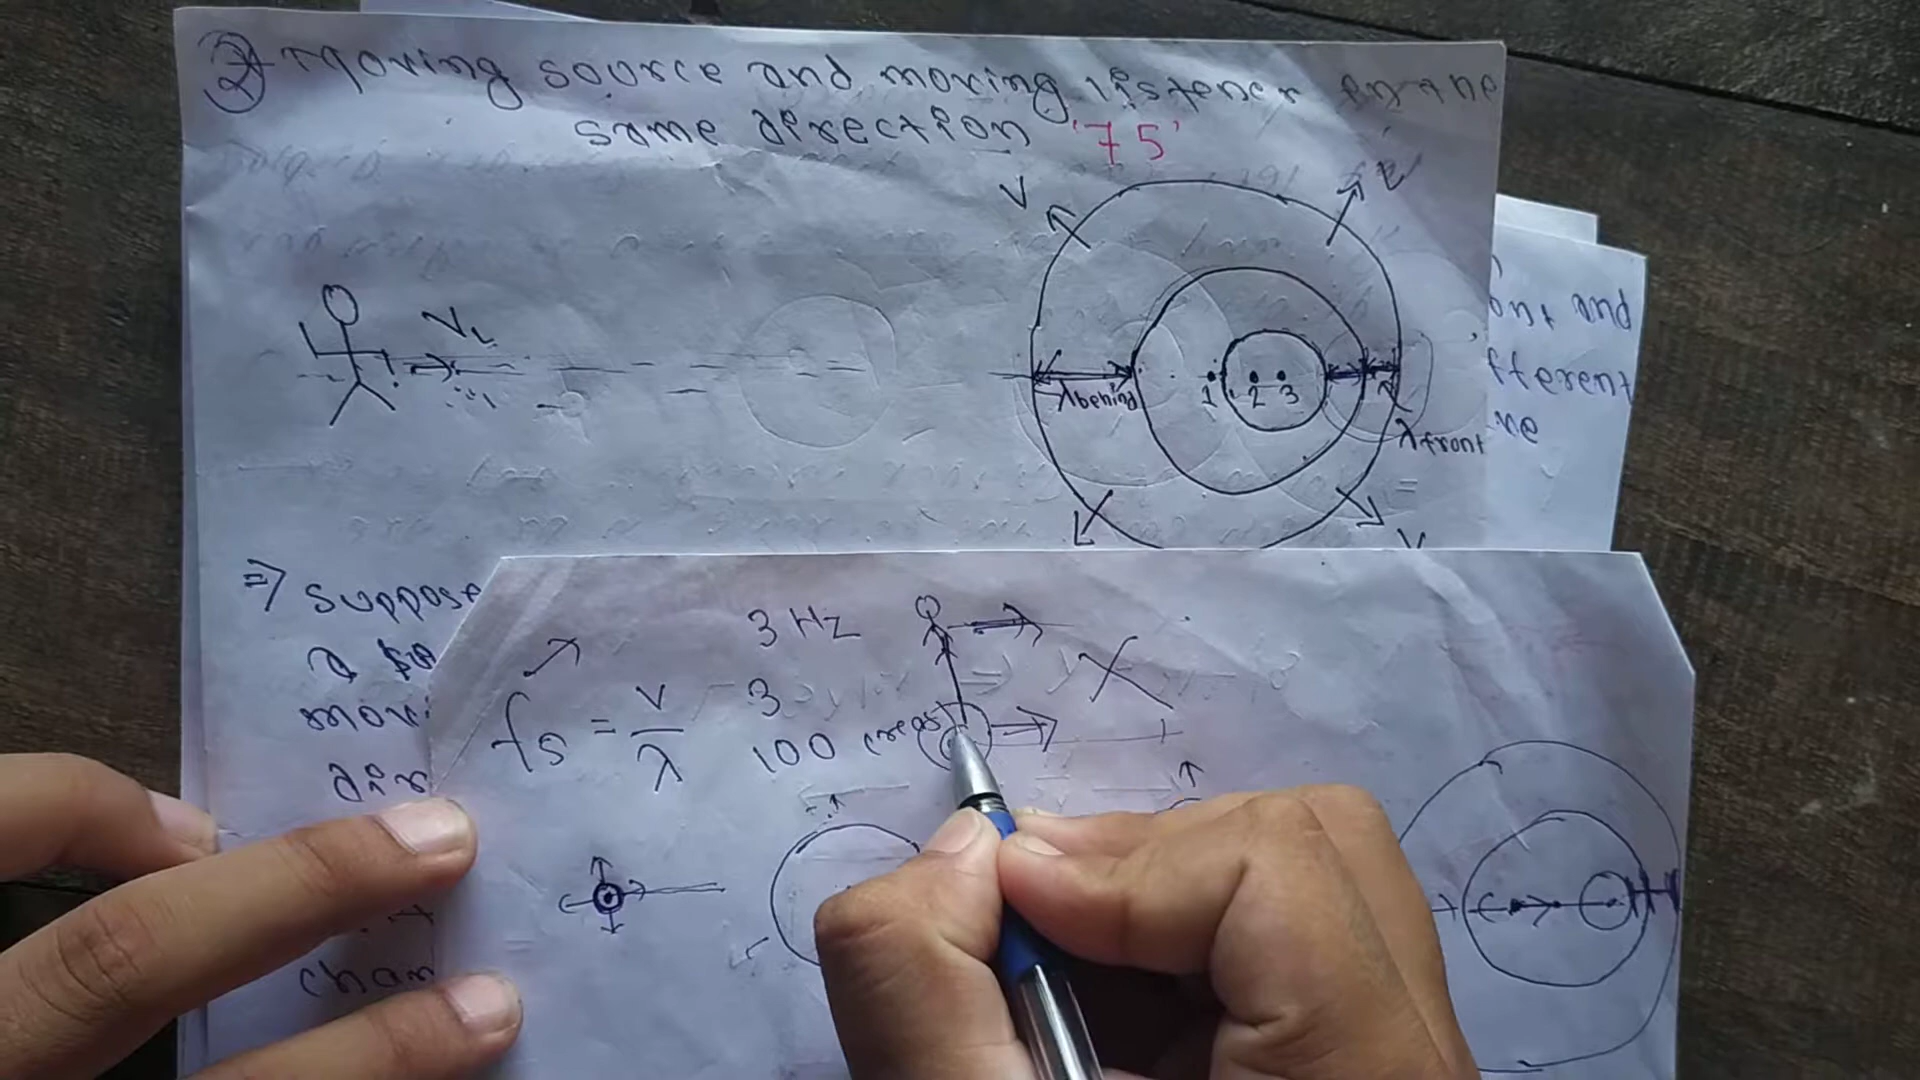 2 Moving source and moving listener in the
same direction '75'
V
V
VL
λbehind
1 2 3
λfront
ont and
fferent
ne
V
⇒ suppose
3 Hz
fs = V/λ
3
100
mov
dir
chan